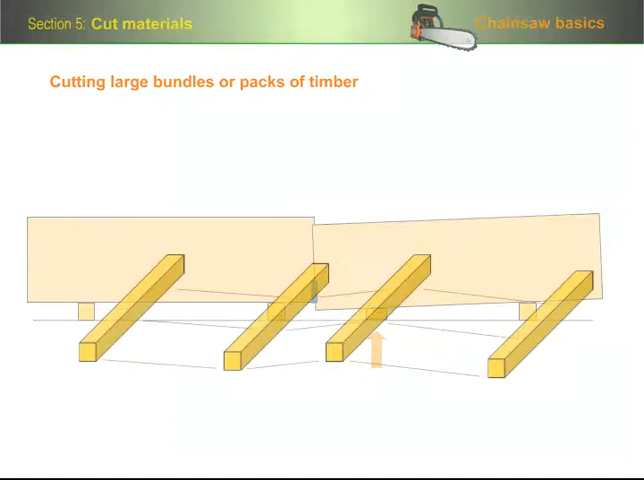 Section 5: Cut materials
Chainsaw basics
Cutting large bundles or packs of timber